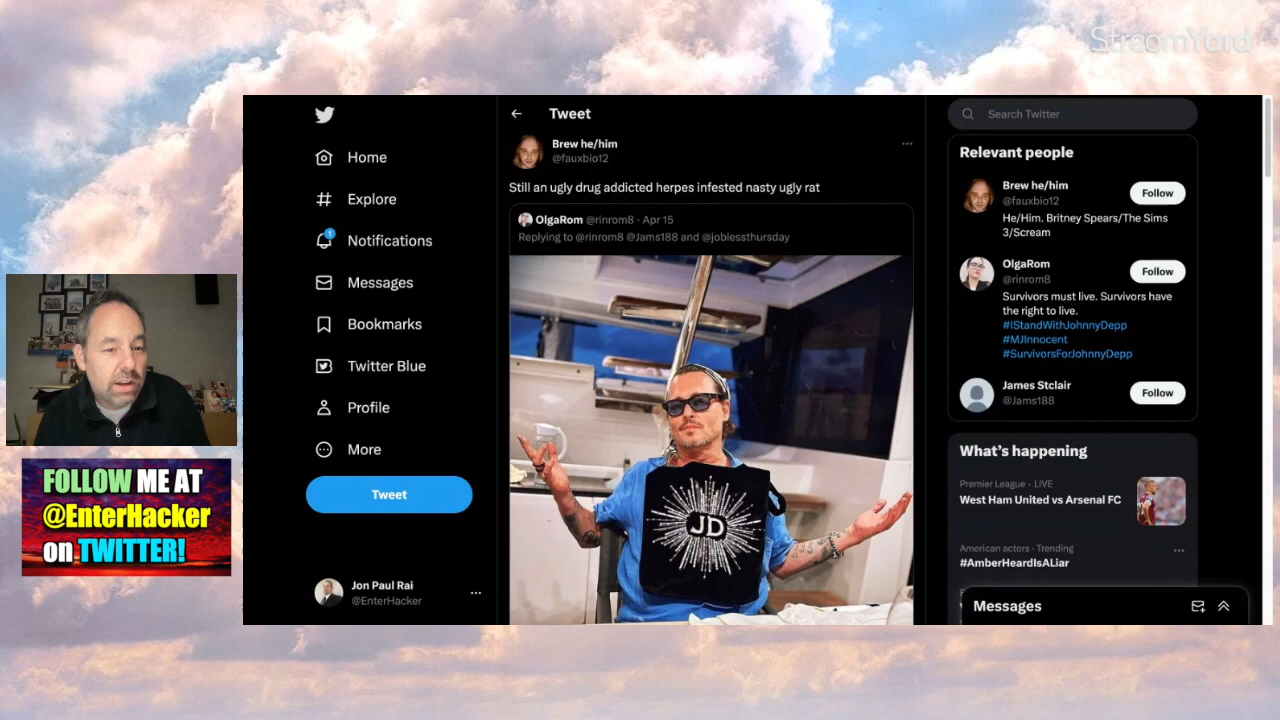 StreamYard
Tweet
Search Twitter
Home
Explore
1
Notifications
Messages
Bookmarks
Twitter Blue
Profile
More
Tweet
Jon Paul Rai
@EnterHacker
Brew he/him
@fauxbio12
Still an ugly drug addicted herpes infested nasty ugly rat
OlgaRom @rinrom8 · Apr 15
Replying to @rinrom8 @Jams188 and @joblessthursday
JD
Relevant people
Brew he/him
@fauxbio12
Follow
He/Him. Britney Spears/The Sims
3/Scream
OlgaRom
@rinrom8
Follow
Survivors must live. Survivors have
the right to live.
#IStandWithJohnnyDepp
#MJInnocent
#SurvivorsForJohnnyDepp
James Stclair
@Jams188
Follow
What's happening
Premier League · LIVE
West Ham United vs Arsenal FC
American actors · Trending
#AmberHeardIsALiar
Messages
FOLLOW ME AT
@EnterHacker
on TWITTER!